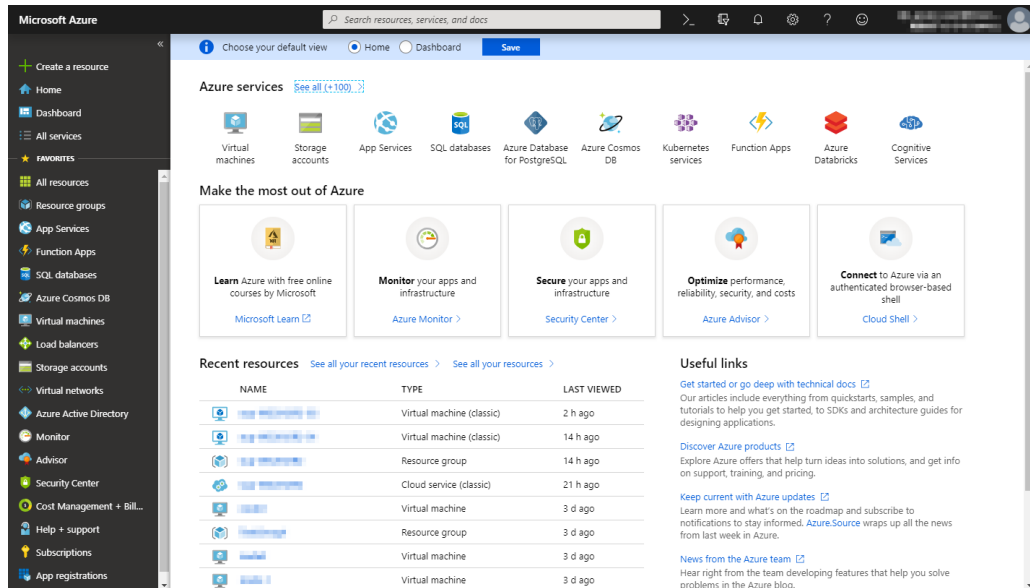 Microsoft Azure
Search resources, services, and docs
Choose your default view
Home
Dashboard
Save
Create a resource
Home
Dashboard
All services
FAVORITES
All resources
Resource groups
App Services
Function Apps
SQL databases
Azure Cosmos DB
Virtual machines
Load balancers
Storage accounts
Virtual networks
Azure Active Directory
Monitor
Advisor
Security Center
Cost Management + Bill...
Help + support
Subscriptions
App registrations
Azure services See all (+100)
Virtual
machines
Storage
accounts
App Services
SQL databases
Azure Database
for PostgreSQL
Azure Cosmos
DB
Kubernetes
services
Function Apps
Azure
Databricks
Cognitive
Services
Make the most out of Azure
Learn Azure with free online
courses by Microsoft
Microsoft Learn
Monitor your apps and
infrastructure
Azure Monitor
Secure your apps and
infrastructure
Security Center
Optimize performance,
reliability, security, and costs
Azure Advisor
Connect to Azure via an
authenticated browser-based
shell
Cloud Shell
Recent resources See all your recent resources See all your resources
NAME TYPE LAST VIEWED
Virtual machine (classic) 2 h ago
Virtual machine (classic) 14 h ago
Resource group 14 h ago
Cloud service (classic) 21 h ago
Virtual machine 3 d ago
Resource group 3 d ago
Virtual machine 3 d ago
Virtual machine 3 d ago
Useful links
Get started or go deep with technical docs
Our articles include everything from quickstarts, samples, and
tutorials to help you get started, to SDKs and architecture guides for
designing applications.
Discover Azure products
Explore Azure offers that help turn ideas into solutions, and get info
on support, training, and pricing.
Keep current with Azure updates
Learn more and what's on the roadmap and subscribe to
notifications to stay informed. Azure.Source wraps up all the news
from last week in Azure.
News from the Azure team
Hear right from the team developing features that help you solve
problems in the Azure blog.